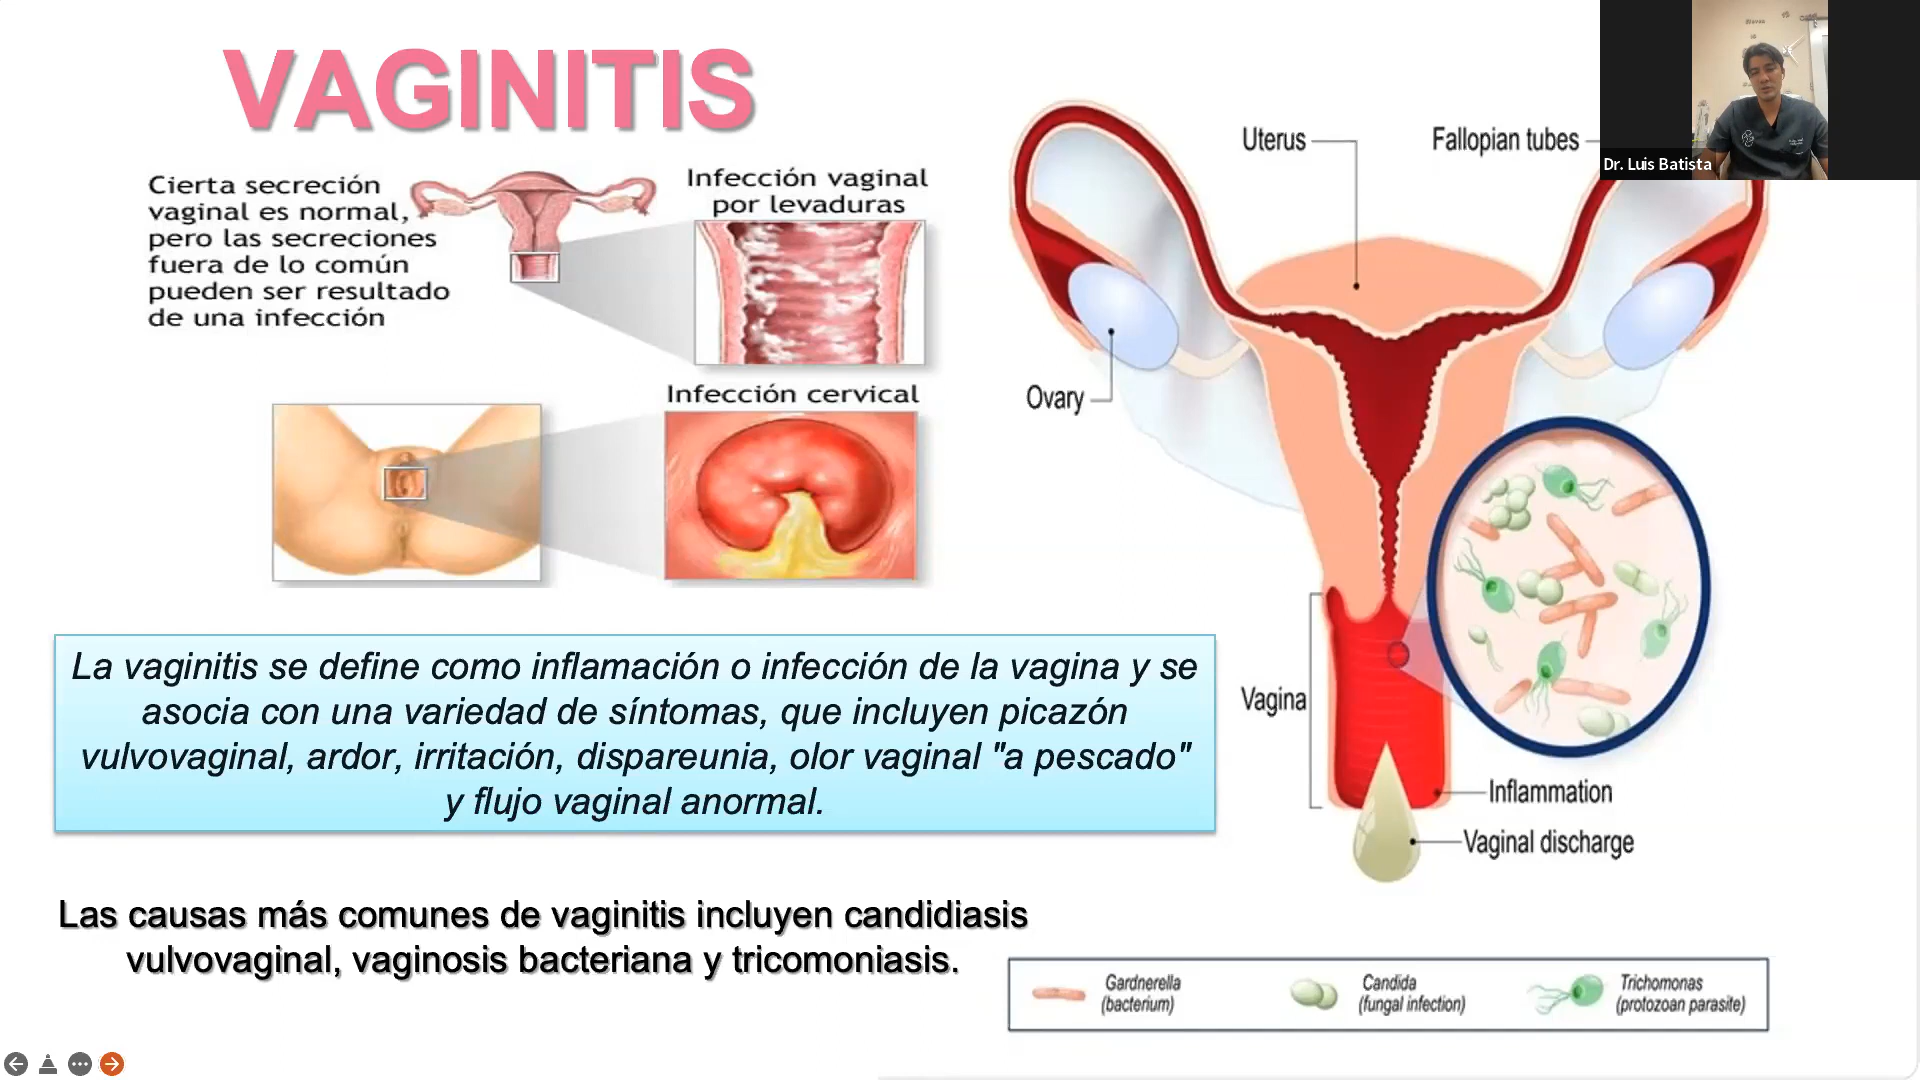 VAGINITIS
Cierta secreción
vaginal es normal,
pero las secreciones
fuera de lo común
pueden ser resultado
de una infección
Infección vaginal
por levaduras
Infección cervical
La vaginitis se define como inflamación o infección de la vagina y se
asocia con una variedad de síntomas, que incluyen picazón
vulvovaginal, ardor, irritación, dispareunia, olor vaginal "a pescado"
y flujo vaginal anormal.
Las causas más comunes de vaginitis incluyen candidiasis
vulvovaginal, vaginosis bacteriana y tricomoniasis.
Uterus
Fallopian tubes
Dr. Luis Batista
Ovary
Vagina
Inflammation
Vaginal discharge
Gardnerella
(bacterium)
Candida
(fungal infection)
Trichomonas
(protozoan parasite)